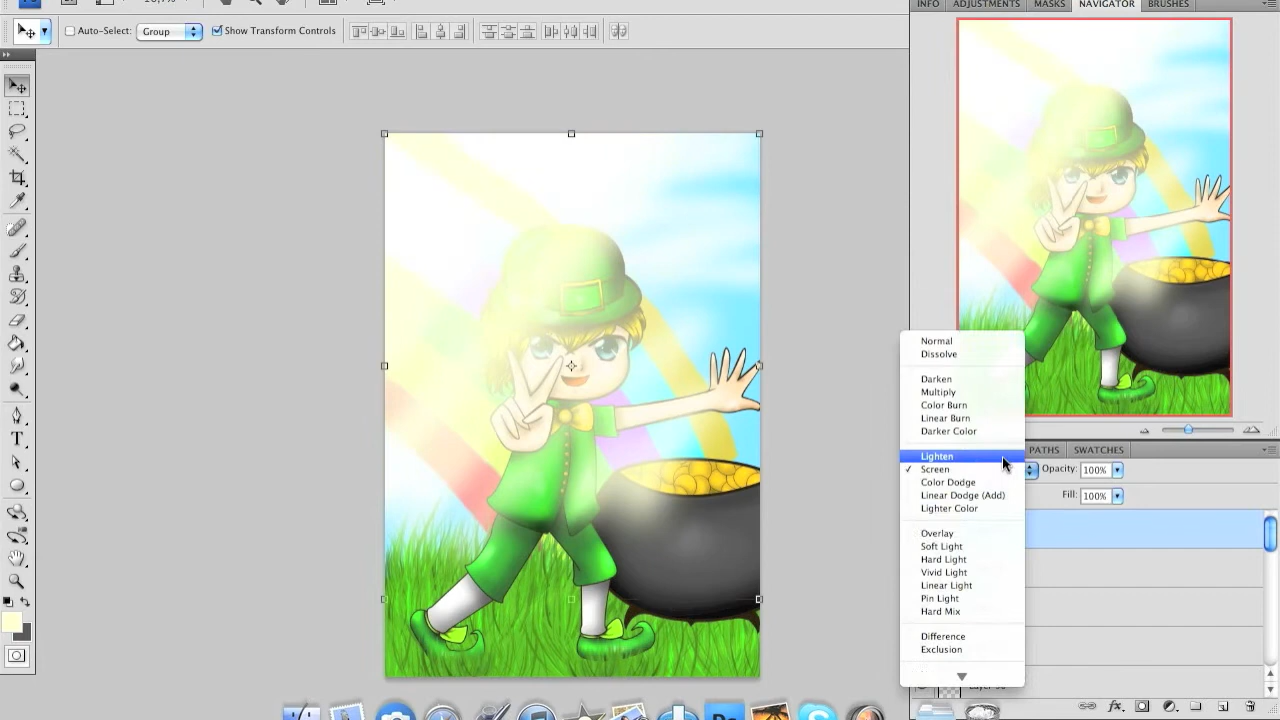 INFO ADJUSTMENTS MASKS NAVIGATOR BRUSHES
Auto-Select: Group Show Transform Controls
Normal
Dissolve
Darken
Multiply
Color Burn
Linear Burn
Darker Color
PATHS SWATCHES
Lighten
Screen
Opacity: 100%
Color Dodge
Linear Dodge (Add)
Fill: 100%
Lighter Color
Overlay
Soft Light
Hard Light
Vivid Light
Linear Light
Pin Light
Hard Mix
Difference
Exclusion